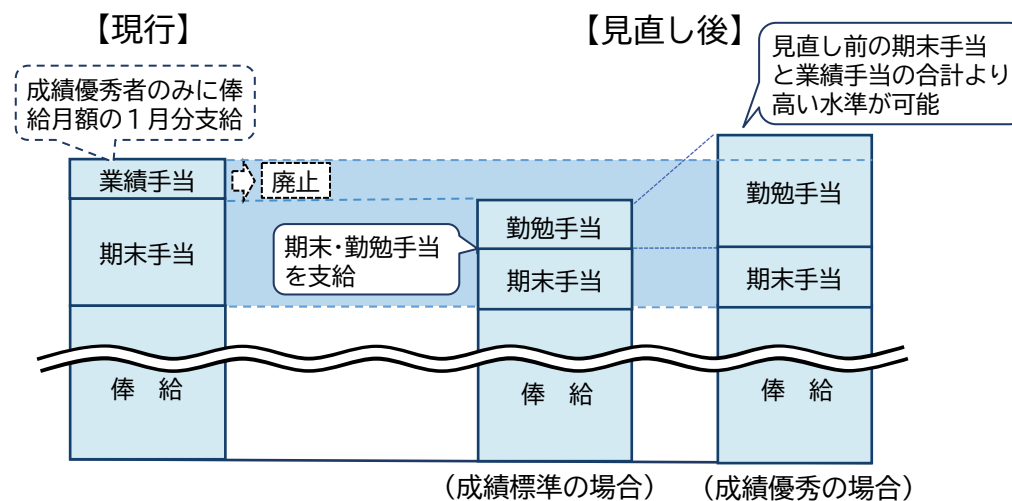 【現行】
【見直し後】
成績優秀者のみに俸
給月額の1月分支給
見直し前の期末手当
と業績手当の合計より
高い水準が可能
業績手当
廃止
期末手当
俸 給
期末・勤勉手当
を支給
勤勉手当
期末手当
俸 給
勤勉手当
期末手当
俸 給
(成績標準の場合)
(成績優秀の場合)